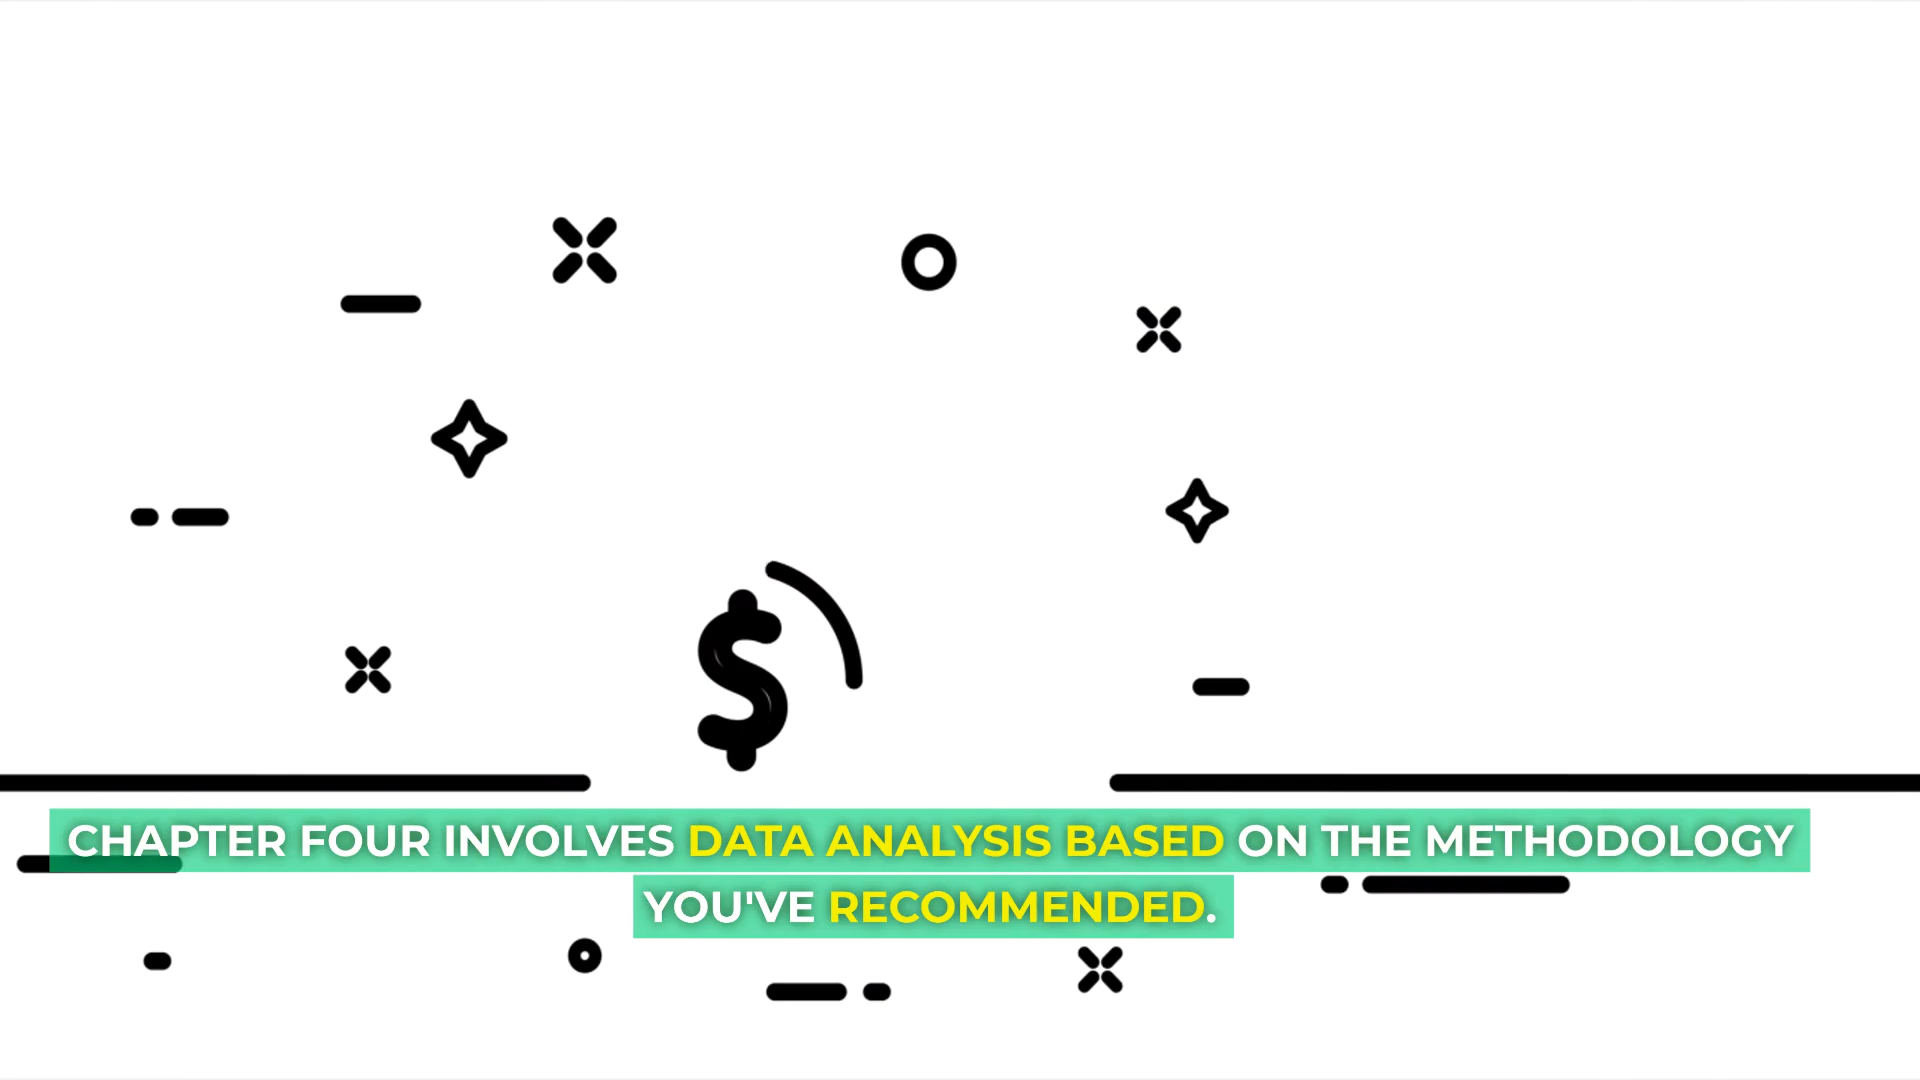 CHAPTER FOUR INVOLVES DATA ANALYSIS BASED ON THE METHODOLOGY
YOU'VE RECOMMENDED.